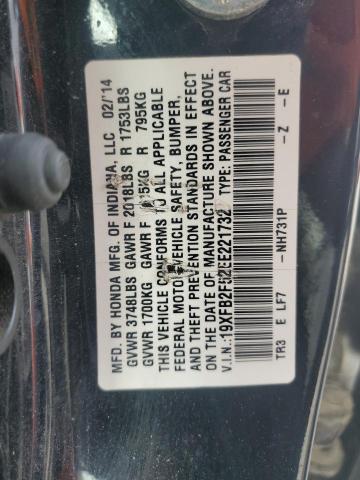 MFD. BY HONDA MFG. OF INDIANA, LLC 02/'14
GVWR 3748LBS GAWR F 2018LBS R 1753LBS
GVWR 1700KG GAWR F R 795KG
THIS VEHICLE CONFORMS TO ALL APPLICABLE
FEDERAL MOTOR VEHICLE SAFETY, BUMPER,
AND THEFT PREVENTION STANDARDS IN EFFECT
ON THE DATE OF MANUFACTURE SHOWN ABOVE.
V.I.N.:19XFB2F52EE221732 TYPE: PASSENGER CAR
-NH731P -Z -E
TR3 E LF7